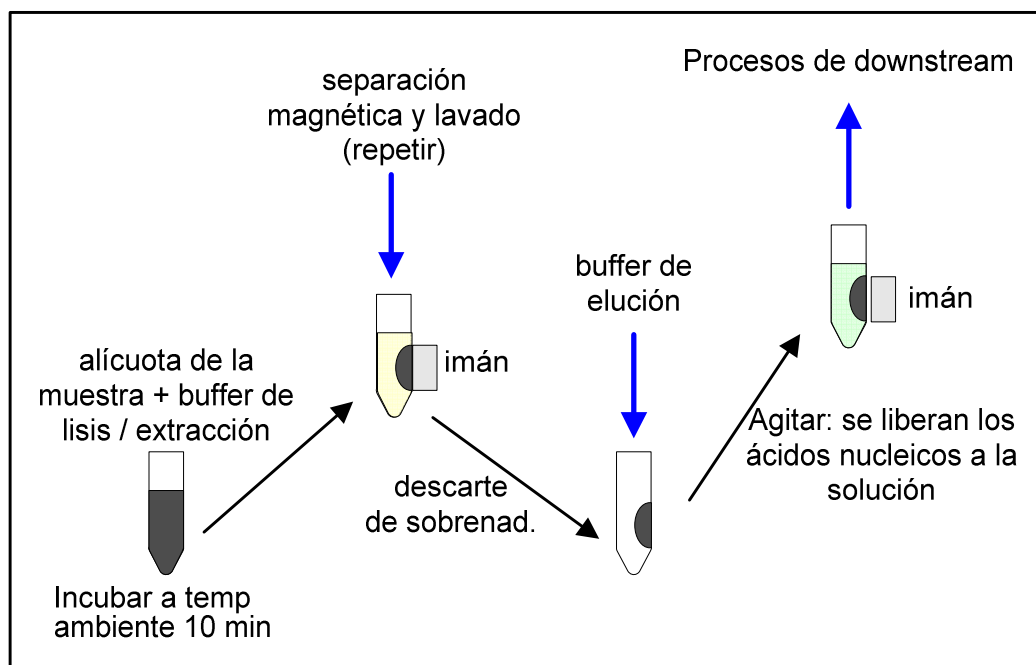 alícuota de la
muestra + buffer de
lisis / extracción
Incubar a temp
ambiente 10 min
separación
magnética y lavado
(repetir)
imán
descarte
de sobrenad.
buffer de
elución
Agitar: se liberan los
ácidos nucleicos a la
solución
imán
Procesos de downstream